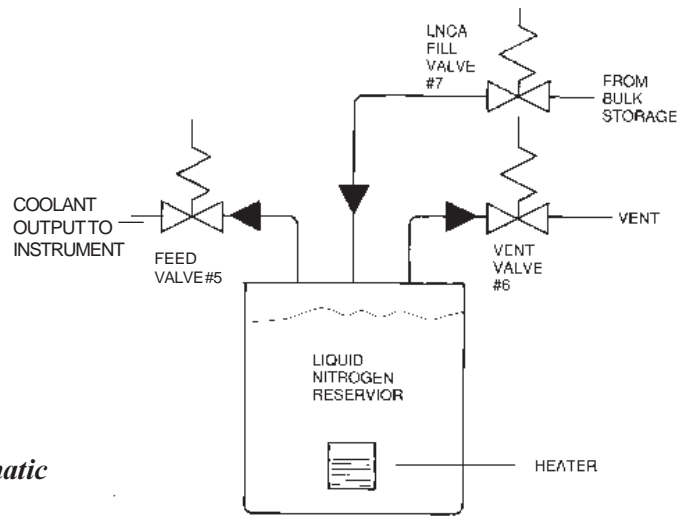 LNCA
FILL
VALVE
#7
FROM
BULK
STORAGE
COOLANT
OUTPUT TO
INSTRUMENT
FEED
VALVE #5
VENT
VENT
VALVE
#6
LIQUID
NITROGEN
RESERVIOR
HEATER
matic